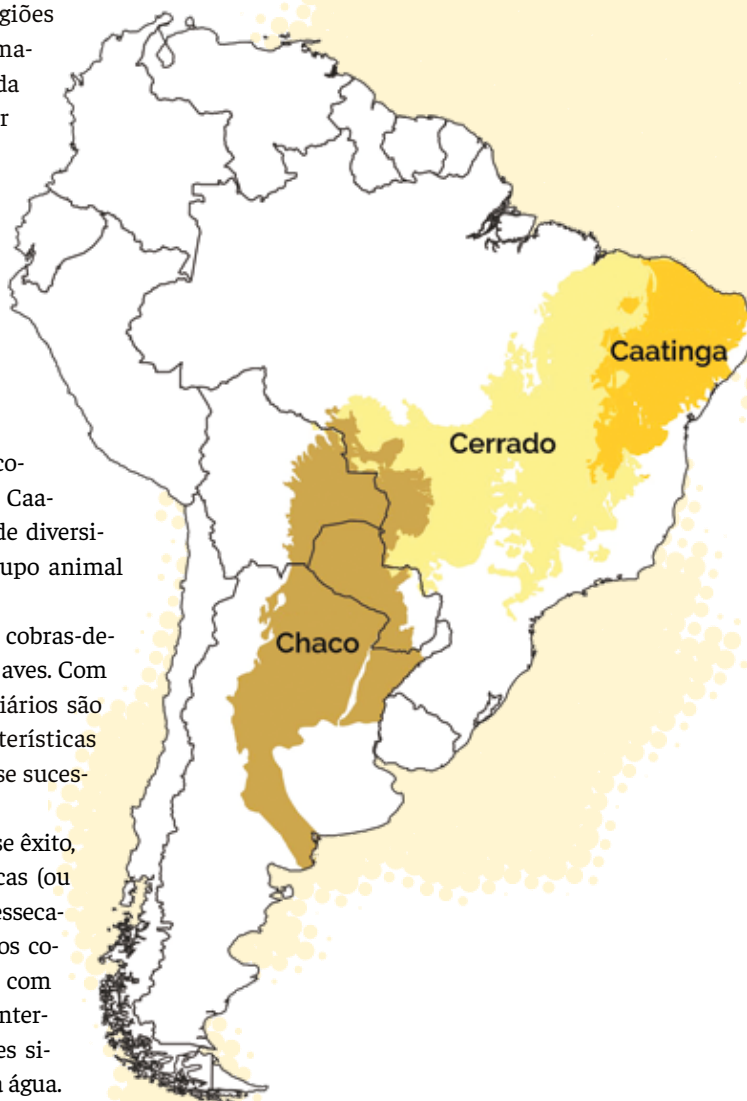 giões
ma-
da
r
co-
Caa-
de diversi-
upo animal
cobras-de-
aves. Com
iários são
terísticas
se suces-
se êxito,
cas (ou
esseca-
os co-
com
nter-
es si-
a água.
Caatinga
Cerrado
Chaco